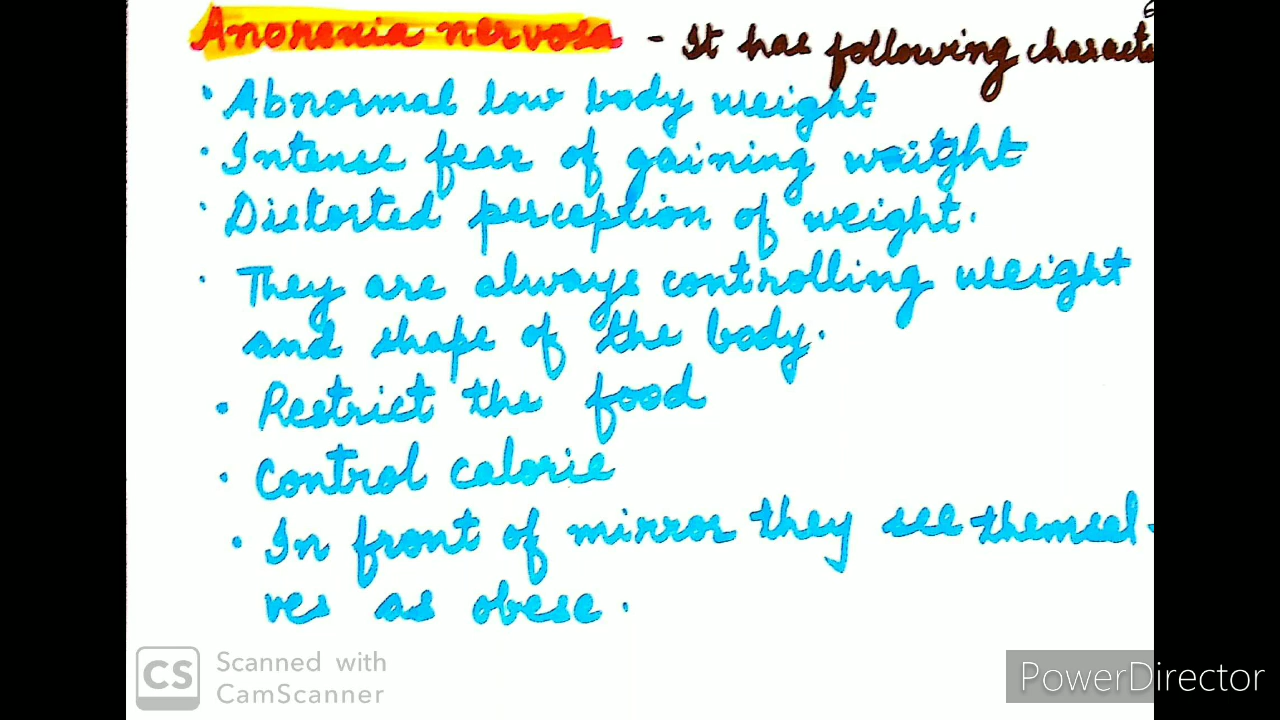 Anorexia nervosa - It has following characte
• Abnormal low body weight
• Intense fear of gaining waitght
• Distorted perception of weight.
• They are always controlling weight
and shape of the body.
• Restrict the food
• Control calorie
• In front of mirror they see themsel-
ves as obese.
CS Scanned with
CamScanner
PowerDirector